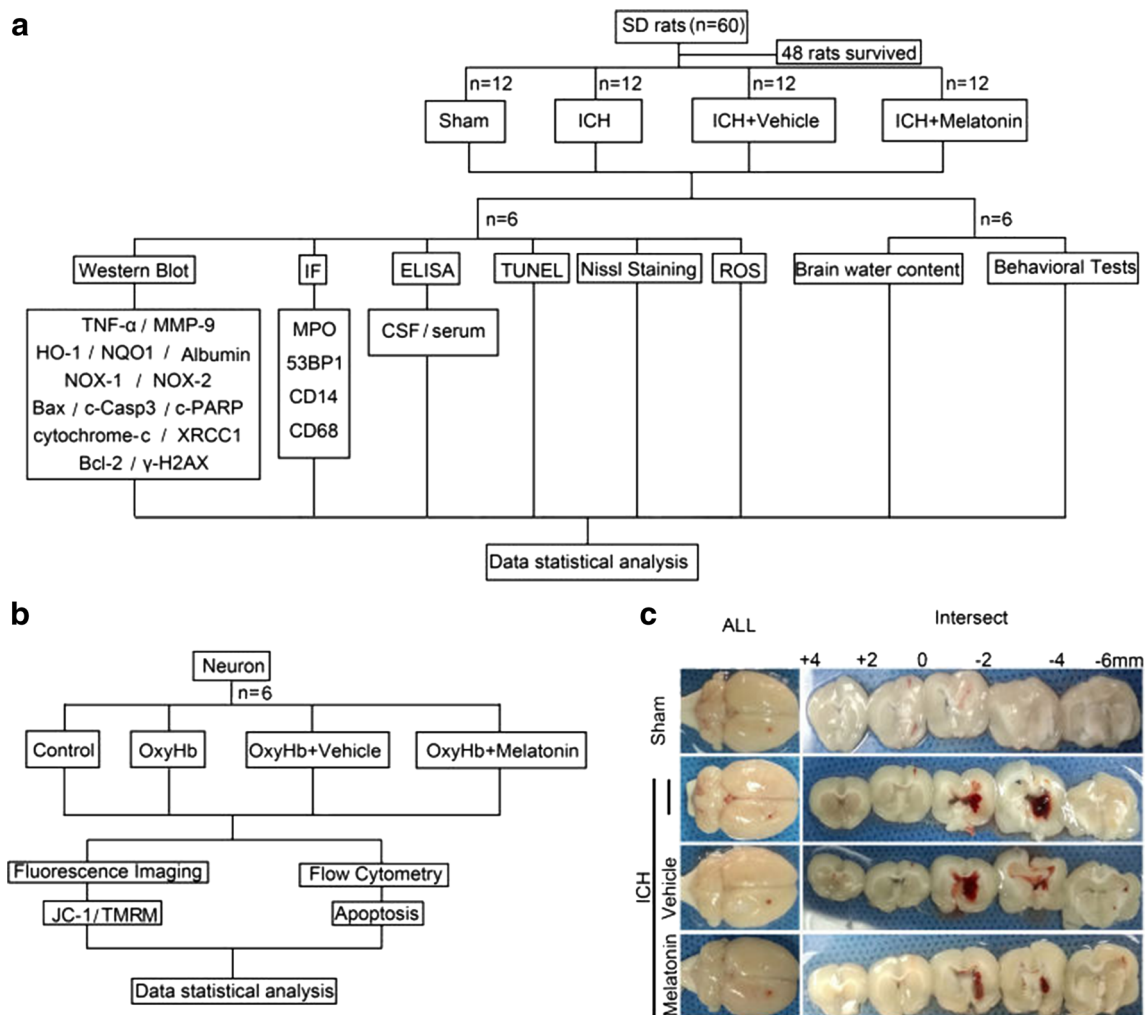 a
SD rats (n=60)
48 rats survived
n=12 n=12 n=12 n=12
Sham ICH ICH+Vehicle ICH+Melatonin
n=6 n=6
Western Blot IF ELISA TUNEL Nissl Staining ROS Brain water content Behavioral Tests
TNF-α / MMP-9
HO-1 / NQO1 / Albumin
NOX-1 / NOX-2
Bax / c-Casp3 / c-PARP
cytochrome-c / XRCC1
Bcl-2 / γ-H2AX
MPO
53BP1
CD14
CD68
CSF / serum
Data statistical analysis
b
Neuron
n=6
Control OxyHb OxyHb+Vehicle OxyHb+Melatonin
Fluorescence Imaging Flow Cytometry
JC-1/TMRM Apoptosis
Data statistical analysis
c
ALL Intersect
+4 +2 0 -2 -4 -6mm
Sham
ICH
—
Vehicle
Melatonin